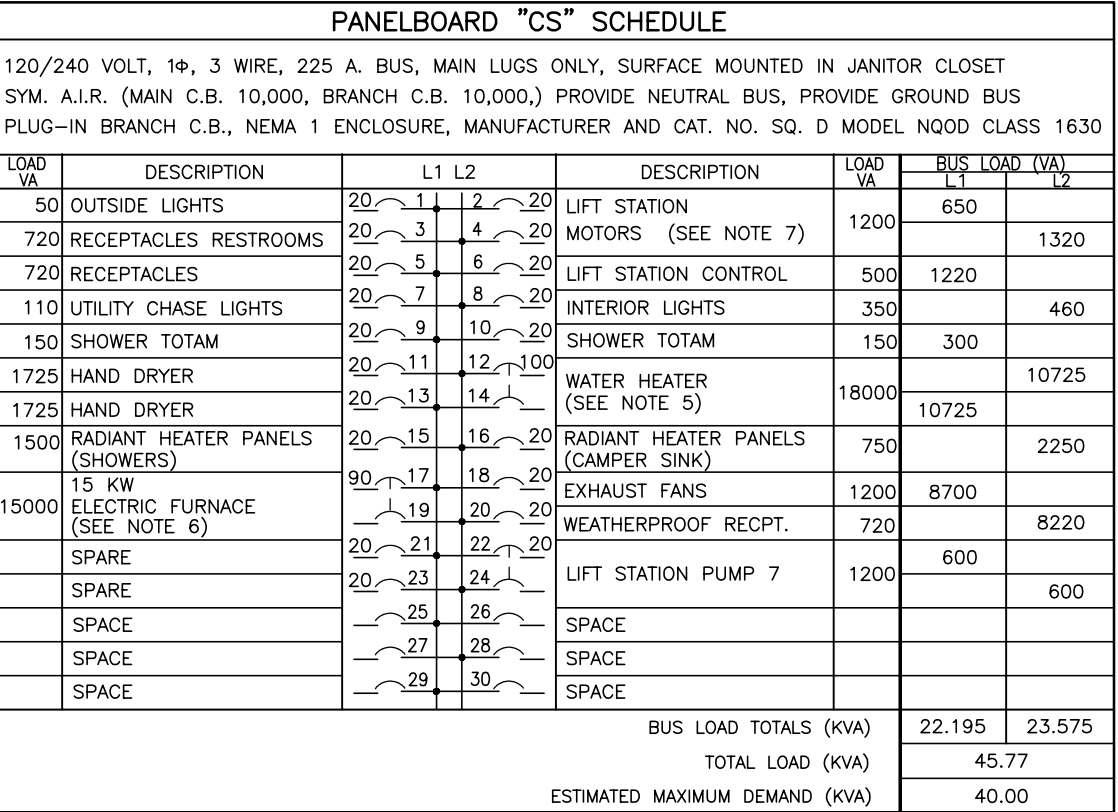 PANELBOARD "CS" SCHEDULE
120/240 VOLT, 1Φ, 3 WIRE, 225 A. BUS, MAIN LUGS ONLY, SURFACE MOUNTED IN JANITOR CLOSET
SYM. A.I.R. (MAIN C.B. 10,000, BRANCH C.B. 10,000,) PROVIDE NEUTRAL BUS, PROVIDE GROUND BUS
PLUG-IN BRANCH C.B., NEMA 1 ENCLOSURE, MANUFACTURER AND CAT. NO. SQ. D MODEL NQOD CLASS 1630
LOAD VA DESCRIPTION L1 L2 DESCRIPTION LOAD VA BUS LOAD (VA) L1 L2
50 OUTSIDE LIGHTS 20 1 2 20 LIFT STATION 1200 650
720 RECEPTACLES RESTROOMS 20 3 4 20 MOTORS (SEE NOTE 7) 1320
720 RECEPTACLES 20 5 6 20 LIFT STATION CONTROL 500 1220
110 UTILITY CHASE LIGHTS 20 7 8 20 INTERIOR LIGHTS 350 460
150 SHOWER TOTAM 20 9 10 20 SHOWER TOTAM 150 300
1725 HAND DRYER 20 11 12 100 WATER HEATER 18000 10725
1725 HAND DRYER 20 13 14 (SEE NOTE 5) 10725
1500 RADIANT HEATER PANELS 20 15 16 20 RADIANT HEATER PANELS 750 2250
(SHOWERS) (CAMPER SINK)
15000 15 KW 90 17 18 20 EXHAUST FANS 1200 8700
ELECTRIC FURNACE 19 20 20 WEATHERPROOF RECPT. 720 8220
(SEE NOTE 6)
SPARE 20 21 22 20 LIFT STATION PUMP 7 1200 600
SPARE 20 23 24 600
SPACE 25 26 SPACE
SPACE 27 28 SPACE
SPACE 29 30 SPACE
BUS LOAD TOTALS (KVA) 22.195 23.575
TOTAL LOAD (KVA) 45.77
ESTIMATED MAXIMUM DEMAND (KVA) 40.00